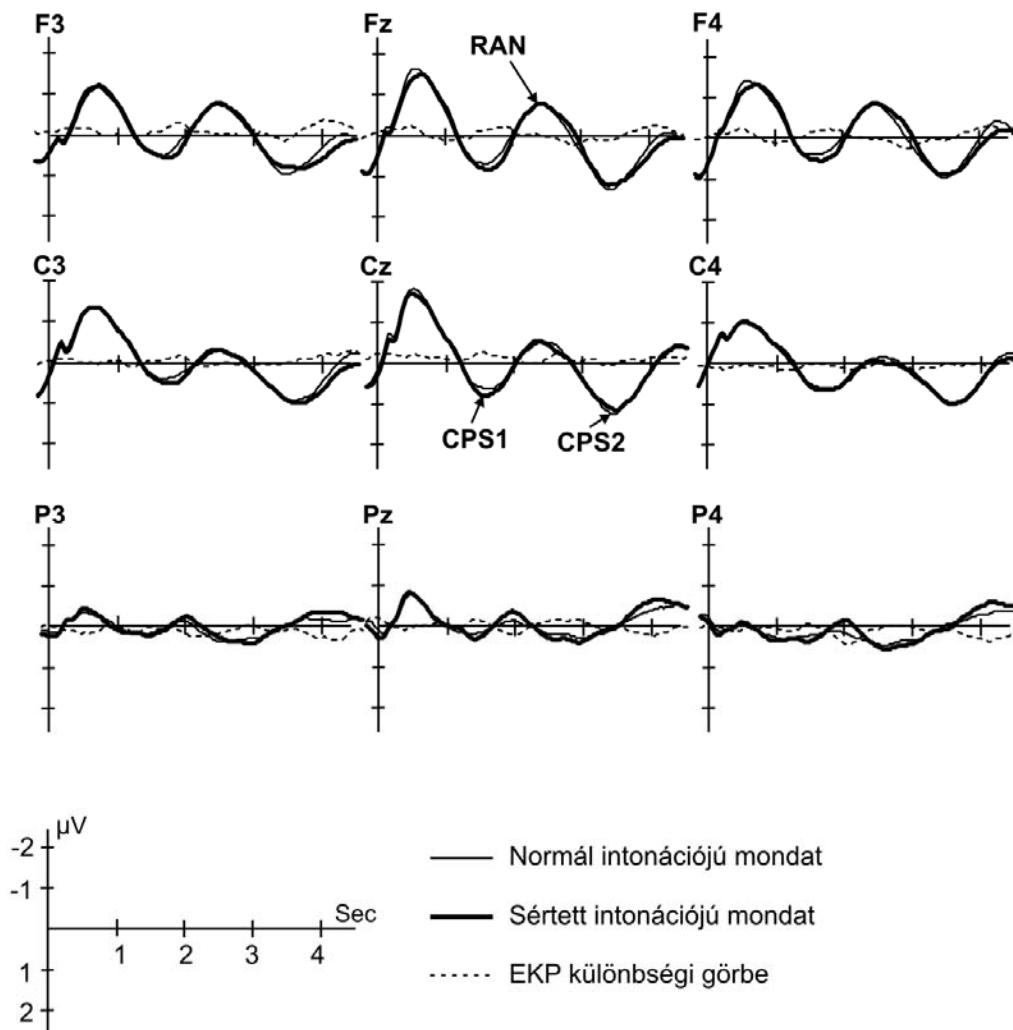 F3 Fz F4
RAN
C3 Cz C4
CPS1 CPS2
P3 Pz P4
µV
-2
-1
Sec
1 2 3 4
1
2
Normál intonációjú mondat
Sértett intonációjú mondat
EKP különbségi görbe